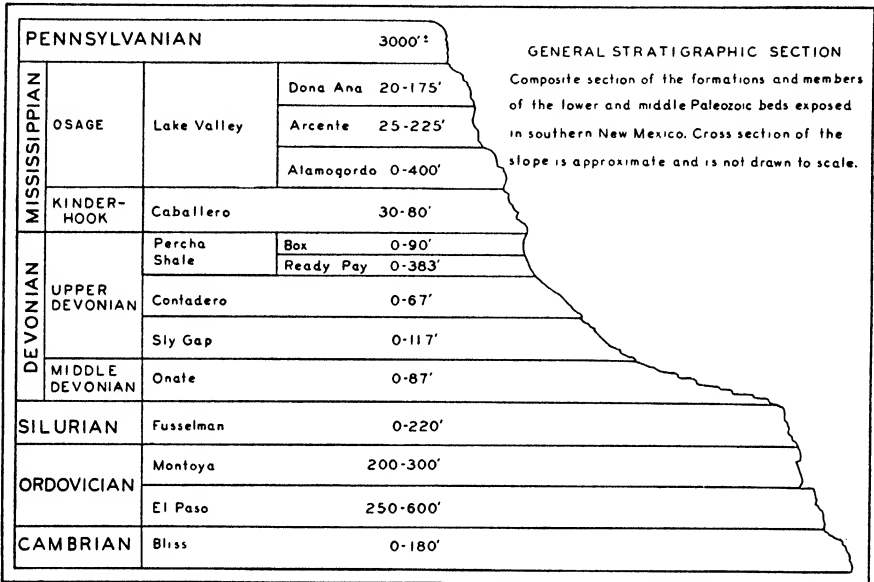 PENNSYLVANIAN 3000'±
GENERAL STRATIGRAPHIC SECTION
Composite section of the formations and members
of the lower and middle Paleozoic beds exposed
in southern New Mexico. Cross section of the
slope is approximate and is not drawn to scale.
MISSISSIPPIAN
OSAGE
Lake Valley
Dona Ana 20-175'
Arcente 25-225'
Alamogordo 0-400'
KINDER-
HOOK
Caballero 30-80'
DEVONIAN
UPPER
DEVONIAN
Percha
Shale
Box 0-90'
Ready Pay 0-383'
Contadero 0-67'
Sly Gap 0-117'
MIDDLE
DEVONIAN
Onate 0-87'
SILURIAN Fusselman 0-220'
ORDOVICIAN
Montoya 200-300'
El Paso 250-600'
CAMBRIAN Bliss 0-180'